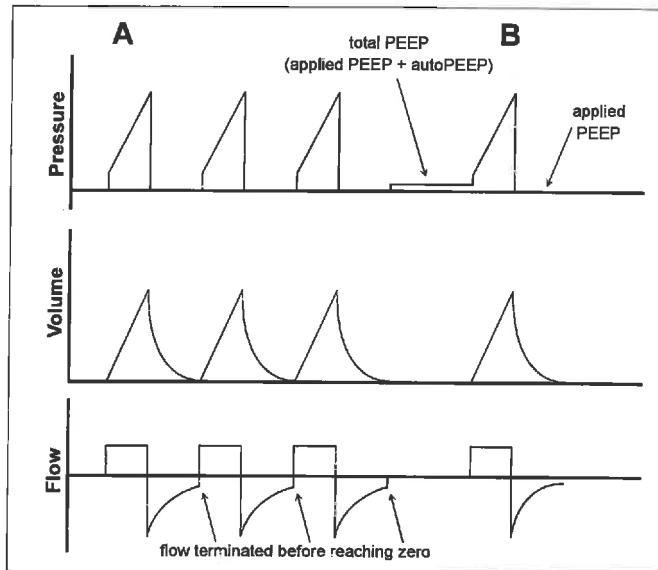 A
total PEEP
(applied PEEP + autoPEEP)
B
applied
PEEP
Pressure
Volume
Flow
flow terminated before reaching zero